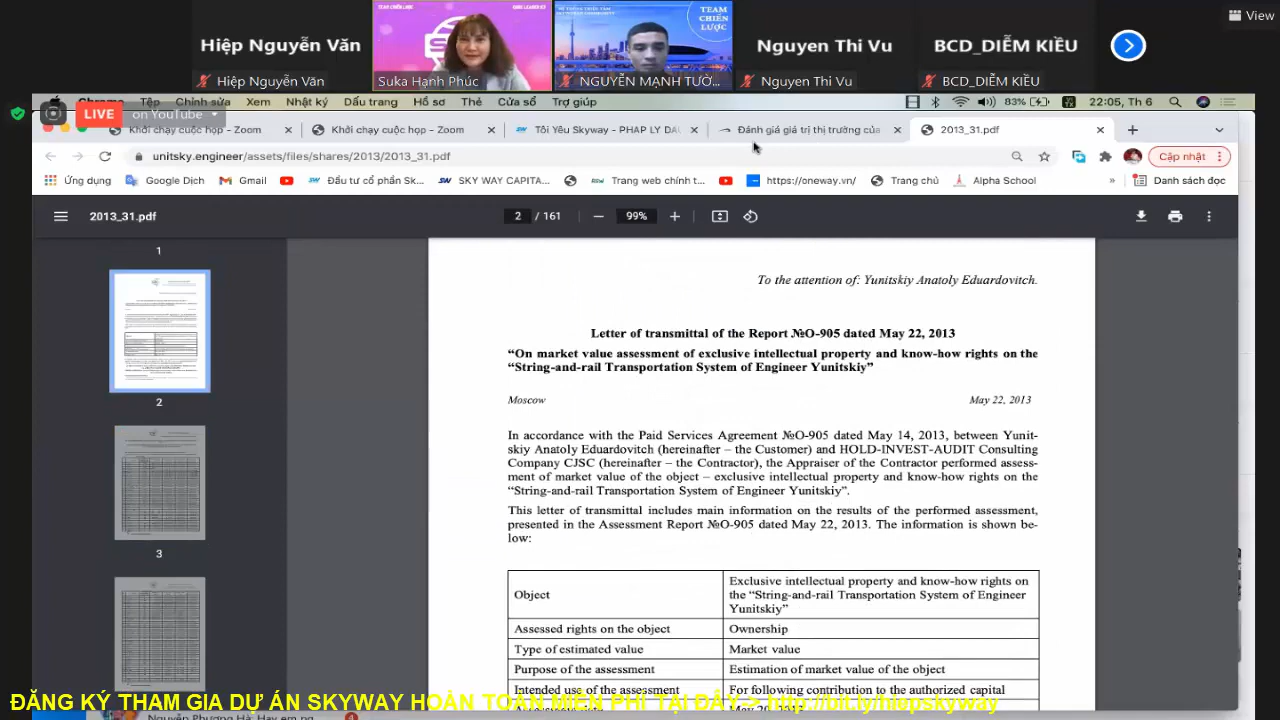 View
Hiệp Nguyễn Văn
Nguyen Thi Vu
BCD_DIỄM KIỀU
TEAM CHIẾN LƯỢC
TEAM
CHIẾN
LƯỢC
Hiệp Nguyễn Văn
Suka Hạnh Phúc
NGUYỄN MẠNH TƯỜ...
Nguyen Thi Vu
BCD_DIỄM KIỀU
Chrome Tệp Chỉnh sửa Xem Nhật ký Dấu trang Hồ sơ Thẻ Cửa sổ Trợ giúp 83% 22:05, Th 6
LIVE on YouTube
Khởi chạy cuộc họp - Zoom
Khởi chạy cuộc họp - Zoom
Tôi Yêu Skyway - PHAP LY DAU
Đánh giá giá trị thị trường của
2013_31.pdf
unitsky.engineer/assets/files/shares/2013/2013_31.pdf
Cập nhật
Ứng dụng Google Dịch Gmail Đầu tư cổ phần Sk... SKY WAY CAPITA... Trang web chính t... https://oneway.vn/ Trang chủ Alpha School » Danh sách đọc
2013_31.pdf 2 / 161 99%
1
2
3
To the attention of: Yunitskiy Anatoly Eduardovitch.
Letter of transmittal of the Report №O-905 dated May 22, 2013
“On market value assessment of exclusive intellectual property and know-how rights on the
“String-and-rail Transportation System of Engineer Yunitskiy”
Moscow May 22, 2013
In accordance with the Paid Services Agreement №O-905 dated May 14, 2013, between Yunit-
skiy Anatoly Eduardovitch (hereinafter – the Customer) and HOLD-INVEST-AUDIT Consulting
Company CJSC (hereinafter – the Contractor), the Appraiser of the Contractor performed assess-
ment of market value of the object – exclusive intellectual property and know-how rights on the
“String-and-rail Transportation System of Engineer Yunitskiy”.
This letter of transmittal includes main information on the results of the performed assessment,
presented in the Assessment Report №O-905 dated May 22, 2013. The information is shown be-
low:
Object
Exclusive intellectual property and know-how rights on
the “String-and-rail Transportation System of Engineer
Yunitskiy”
Assessed rights on the object Ownership
Type of estimated value Market value
Purpose of the assessment Estimation of market value of the object
Intended use of the assessment For following contribution to the authorized capital
ĐĂNG KÝ THAM GIA DỰ ÁN SKYWAY HOÀN TOÀN MIỄN PHÍ TẠI ĐÂY